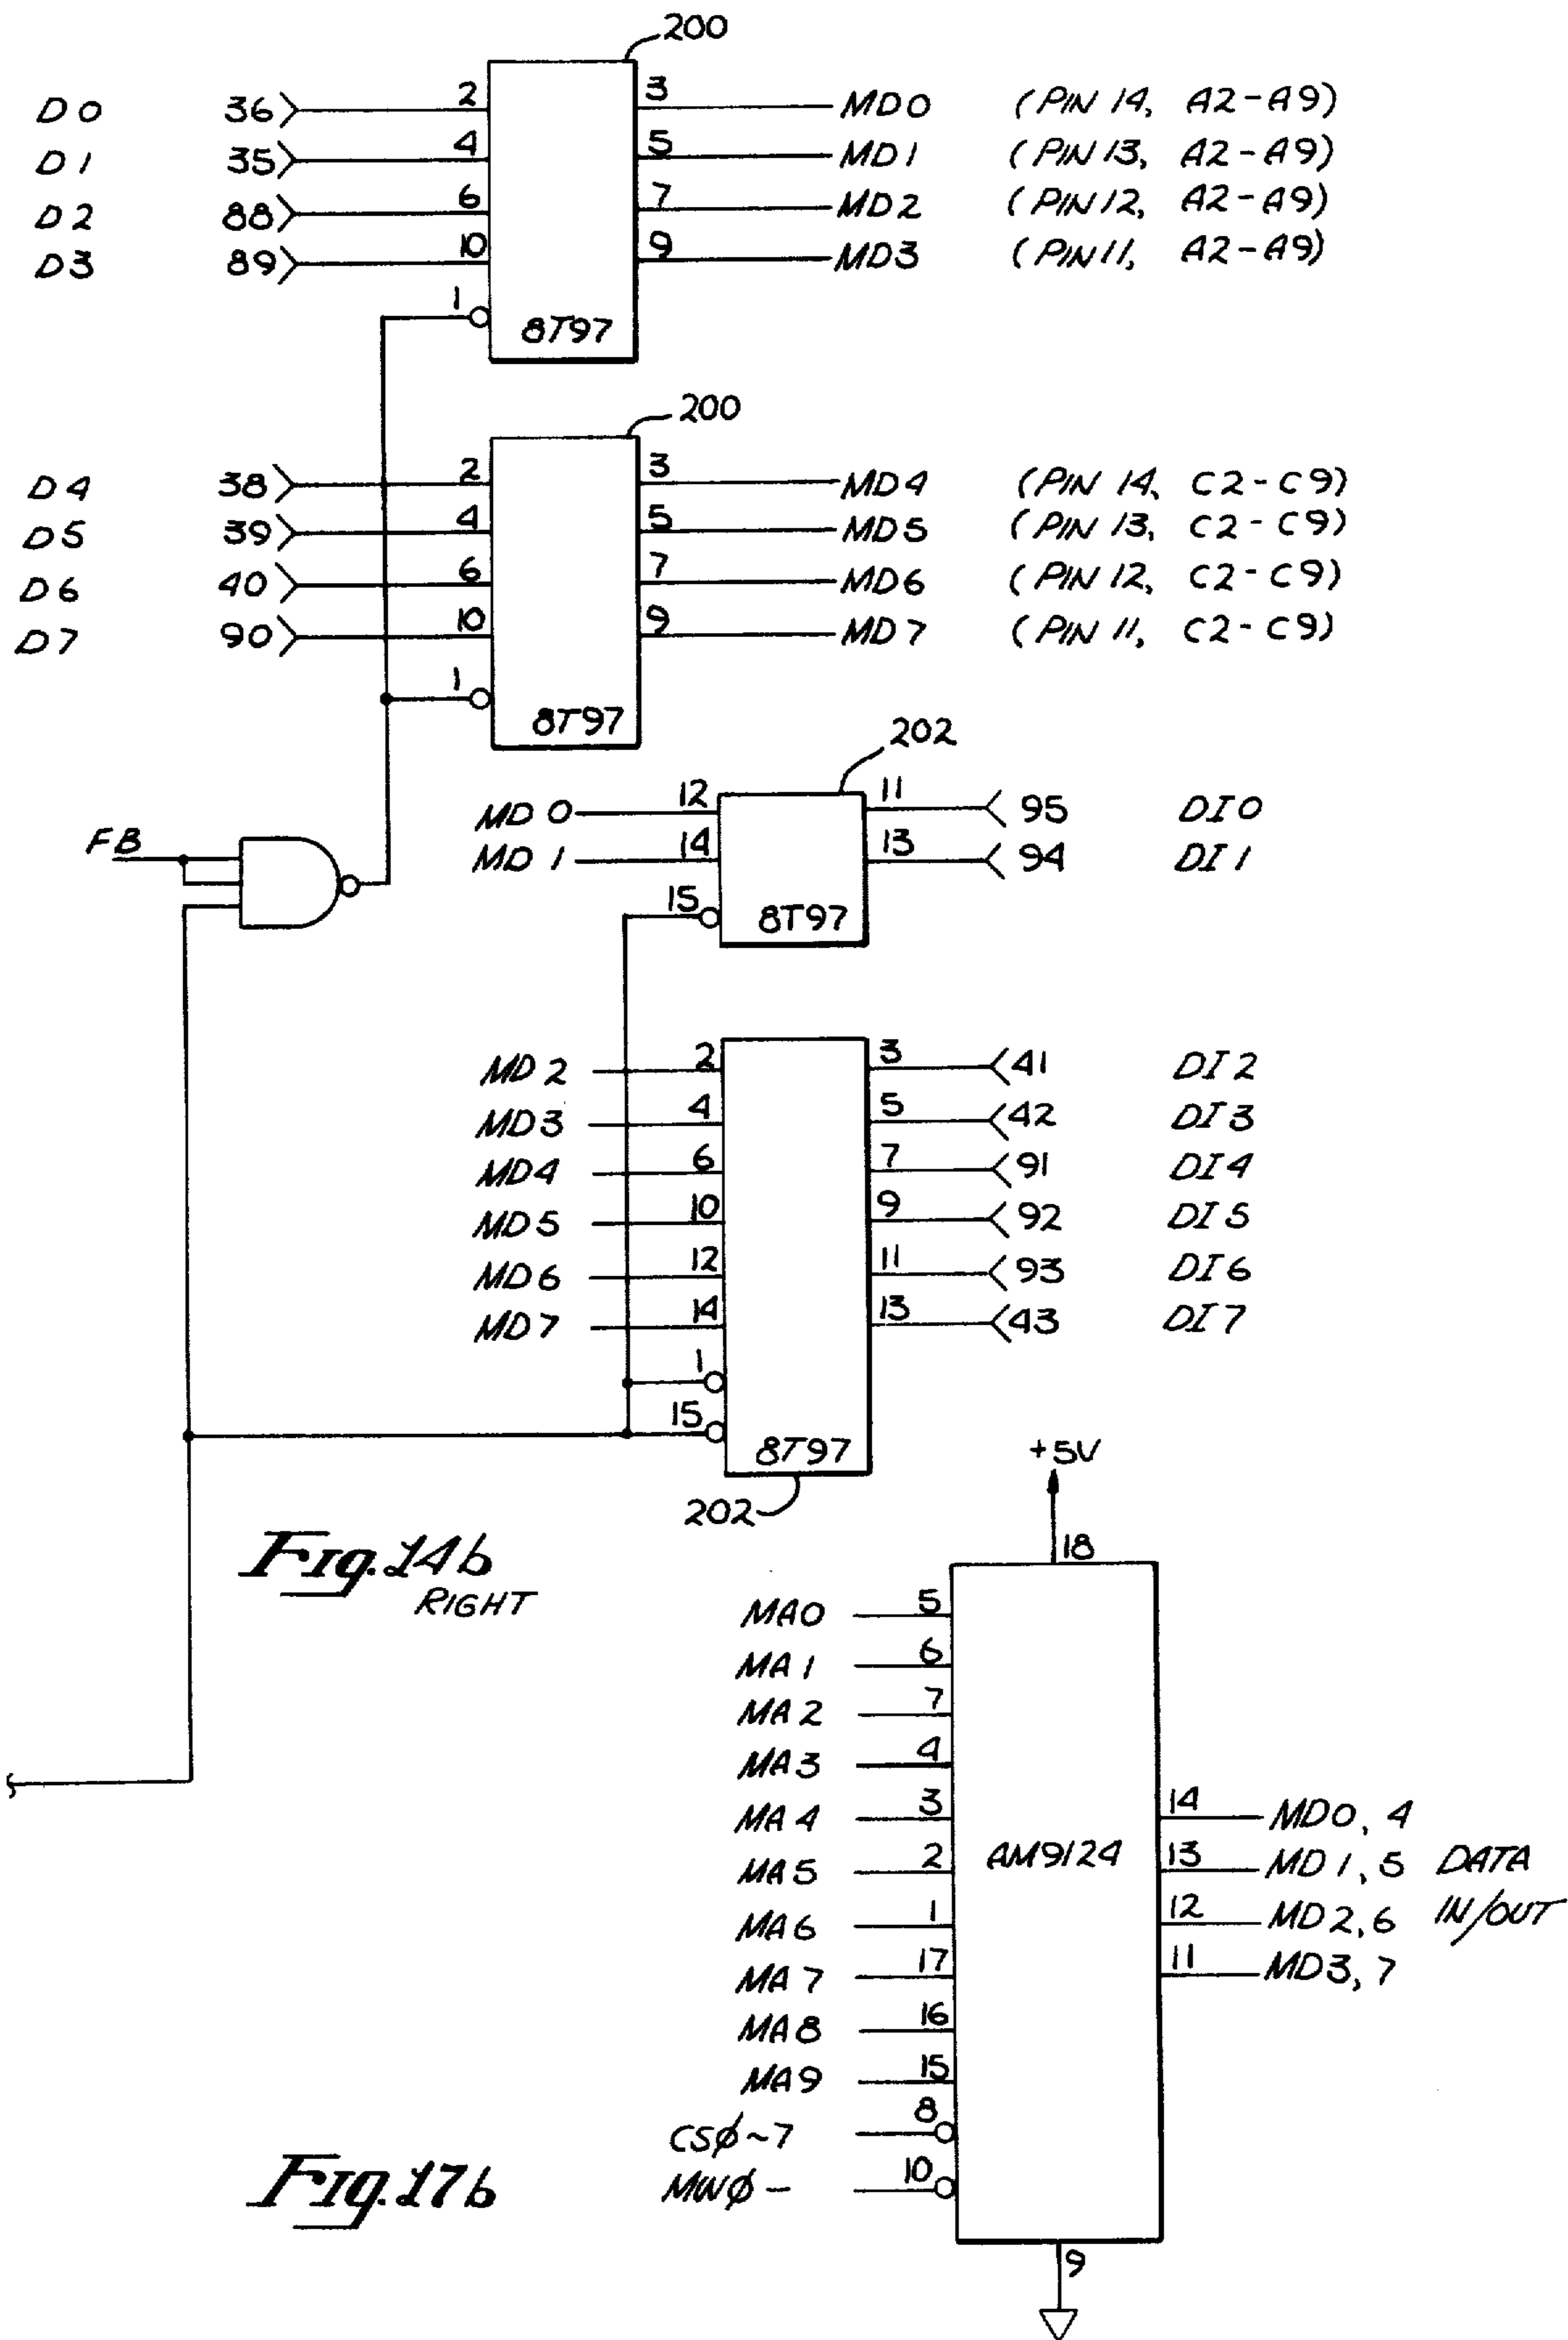 200
D0 36 2 3 MD0 (PIN 14, A2-A9)
D1 35 4 5 MD1 (PIN 13, A2-A9)
D2 88 6 7 MD2 (PIN 12, A2-A9)
D3 89 10 9 MD3 (PIN 11, A2-A9)
1
8T97
200
D4 38 2 3 MD4 (PIN 14, C2-C9)
D5 39 4 5 MD5 (PIN 13, C2-C9)
D6 40 6 7 MD6 (PIN 12, C2-C9)
D7 90 10 9 MD7 (PIN 11, C2-C9)
1
8T97
202
MD0 12 11 95 DI0
MD1 14 13 94 DI1
FB
15
8T97
MD2 2 3 41 DI2
MD3 4 5 42 DI3
MD4 6 7 91 DI4
MD5 10 9 92 DI5
MD6 12 11 93 DI6
MD7 14 13 43 DI7
1
15
8T97
202
Fig. 14b
RIGHT
+5V
18
MA0 5
MA1 6
MA2 7
MA3 4
MA4 3 14 MD0, 4
MA5 2 AM9124 13 MD1, 5 DATA
MA6 1 12 MD2, 6 IN/OUT
MA7 17 11 MD3, 7
MA8 16
MA9 15
CSØ~7 8
MWØ- 10
9
Fig. 17b